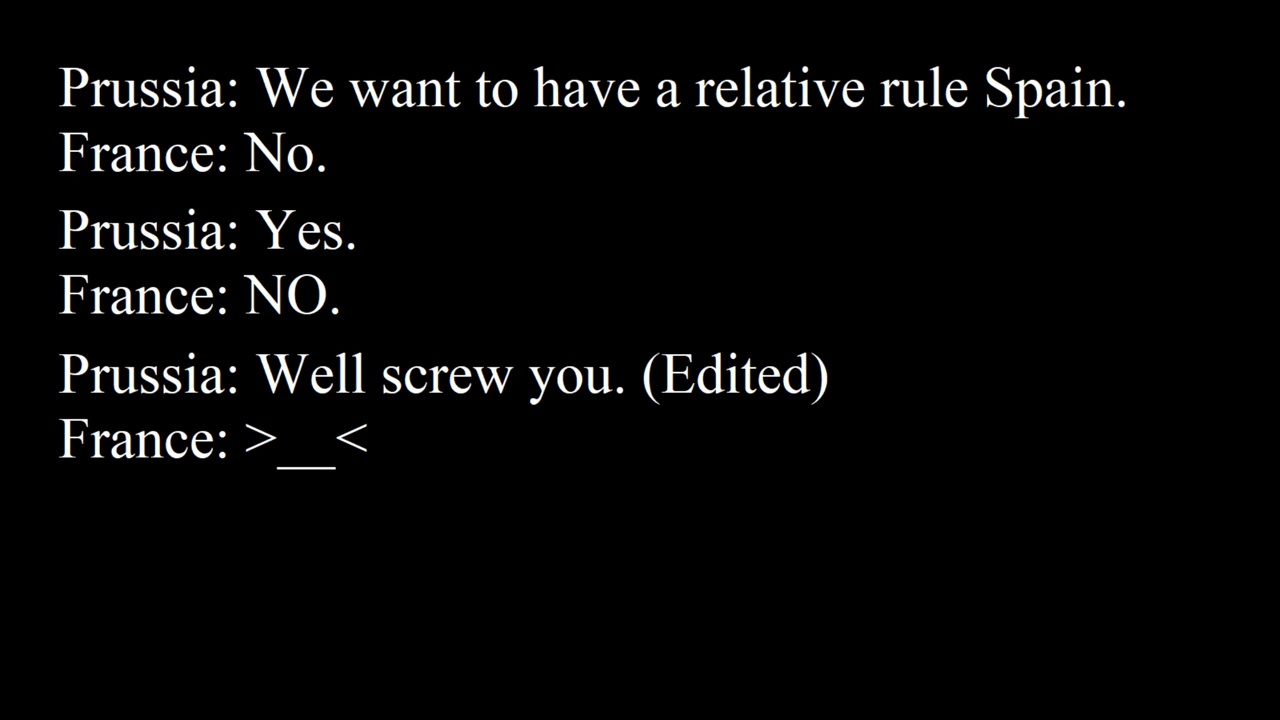 Prussia: We want to have a relative rule Spain.
France: No.
Prussia: Yes.
France: NO.
Prussia: Well screw you. (Edited)
France: >__<